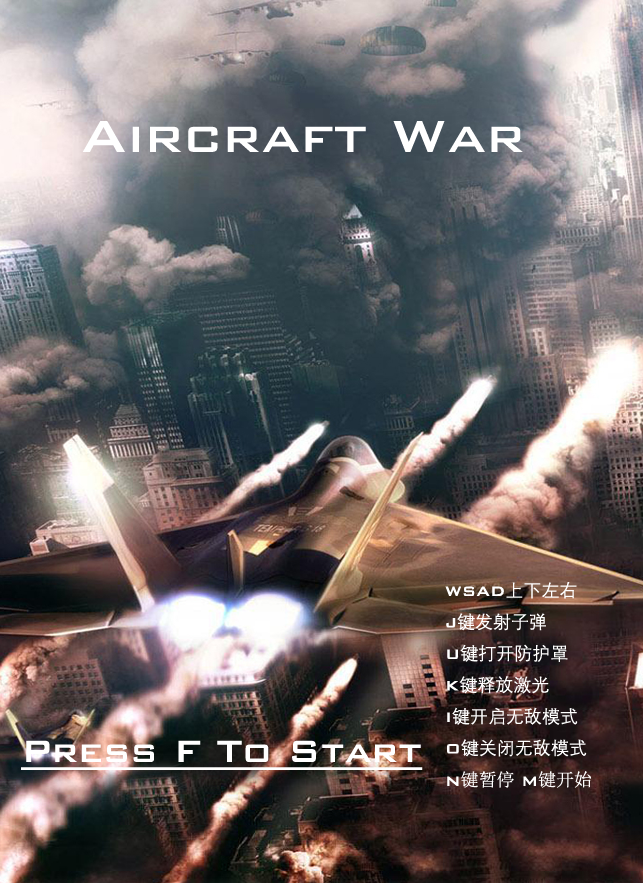 Aircraft War
WSAD上下左右
J键发射子弹
U键打开防护罩
K键释放激光
I键开启无敌模式
O键关闭无敌模式
Press F To Start
N键暂停 M键开始